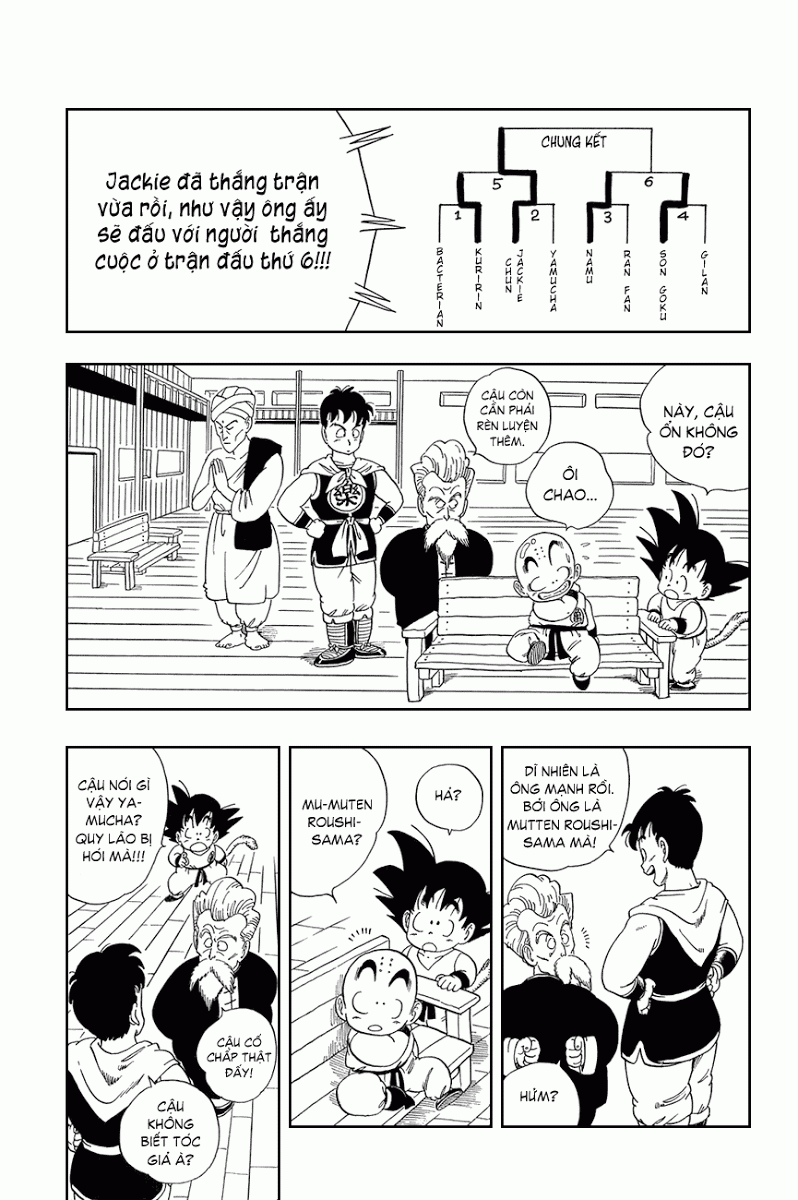 Jackie đã thắng trận
vừa rồi, như vậy ông ấy
sẽ đấu với người thắng
cuộc ở trận đấu thứ 6!!!
CHUNG KẾT
5
6
1
2
3
4
BACTERIAN
KURIRIN
JACKIE CHUN
YAMUCHA
NAMU
RAN FAN
SON GOKU
GILAN
NÀY, CẬU
ỔN KHÔNG
ĐÓ?
CẬU CÒN
CẦN PHẢI
RÈN LUYỆN
THÊM.
ÔI
CHAO...
樂
DĨ NHIÊN LÀ
ÔNG MẠNH RỒI.
BỞI ÔNG LÀ
MUTTEN ROUSHI-
SAMA MÀ!
HỬM?
HẢ?
MU-MUTEN
ROUSHI-
SAMA?
CẬU NÓI GÌ
VẬY YA-
MUCHA?
QUY LÃO BỊ
HÓI MÀ!!!
CẬU CỐ
CHẤP THẬT
ĐẤY!
CẬU
KHÔNG
BIẾT TÓC
GIẢ À?